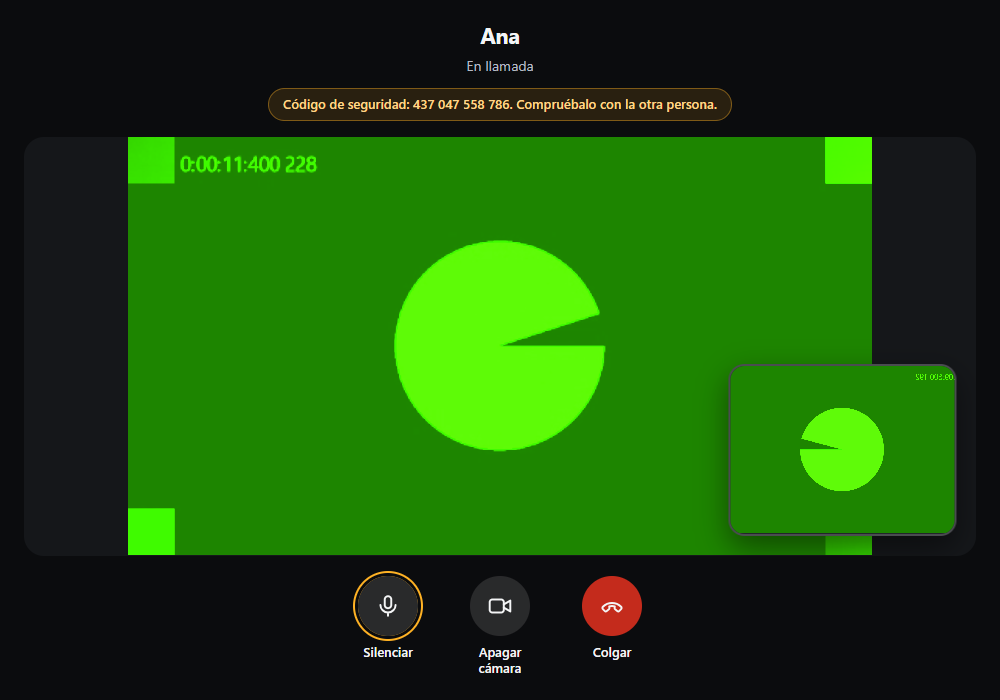 Ana
En llamada
Código de seguridad: 437 047 558 786. Compruébalo con la otra persona.
0:00:11:400 228
Silenciar
Apagar
cámara
Colgar